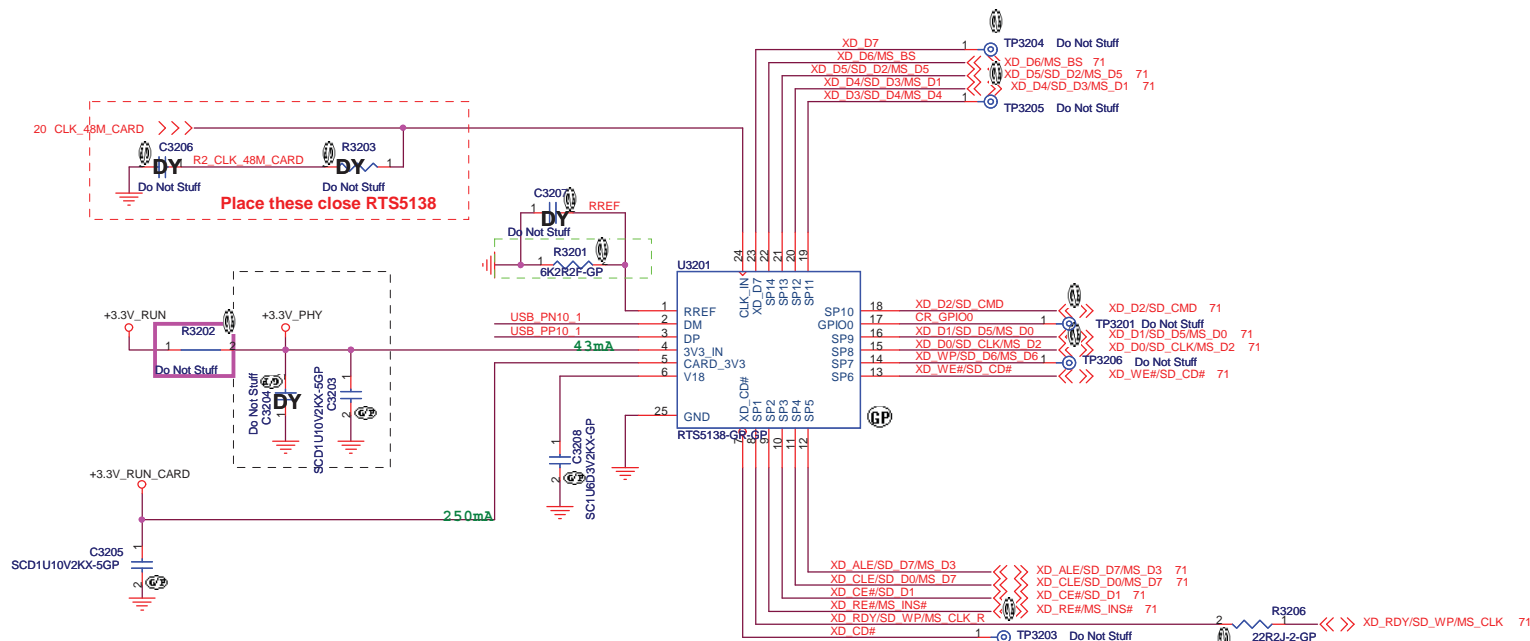 XD_D7 1 TP3204 Do Not Stuff
XD_D6/MS_BS XD_D6/MS_BS 71
XD_D5/SD_D2/MS_D5 XD_D5/SD_D2/MS_D5 71
XD_D4/SD_D3/MS_D1 XD_D4/SD_D3/MS_D1 71
XD_D3/SD_D4/MS_D4 1 TP3205 Do Not Stuff
20 CLK_48M_CARD
C3206 R2_CLK_48M_CARD R3203
DY DY 1
Do Not Stuff Do Not Stuff
Place these close RTS5138
C3207
1 DY RREF
Do Not Stuff
1 R3201
6K2R2F-GP
U3201
24 23 22 21 20 19
CLK_IN XD_D7 SP14 SP13 SP12 SP11
1 RREF
USB_PN10_1 2 DM
USB_PP10_1 3 DP
43mA 4 3V3_IN
5 CARD_3V3
6 V18
25 GND
SP10 18 XD_D2/SD_CMD XD_D2/SD_CMD 71
GPIO0 17 CR_GPIO0 1 TP3201 Do Not Stuff
SP9 16 XD_D1/SD_D5/MS_D0 XD_D1/SD_D5/MS_D0 71
SP8 15 XD_D0/SD_CLK/MS_D2 XD_D0/SD_CLK/MS_D2 71
SP7 14 XD_WP/SD_D6/MS_D6 1 TP3206 Do Not Stuff
SP6 13 XD_WE#/SD_CD# XD_WE#/SD_CD# 71
XD_CD# SP1 SP2 SP3 SP4 SP5
RTS5138-GR-GP
7 8 9 10 11 12
GP
+3.3V_RUN
R3202
1 2
Do Not Stuff
+3.3V_PHY
Do Not Stuff
C3204
1
DY
SCD1U10V2KX-5GP
C3203
1
2 G/P
C3208
SC1U6D3V2KX-GP
1
2 G/P
+3.3V_RUN_CARD
250mA
C3205
SCD1U10V2KX-5GP
1
2 G/P
XD_ALE/SD_D7/MS_D3 XD_ALE/SD_D7/MS_D3 71
XD_CLE/SD_D0/MS_D7 XD_CLE/SD_D0/MS_D7 71
XD_CE#/SD_D1 XD_CE#/SD_D1 71
XD_RE#/MS_INS# XD_RE#/MS_INS# 71
XD_RDY/SD_WP/MS_CLK_R 2 R3206 1 XD_RDY/SD_WP/MS_CLK 71
22R2J-2-GP
XD_CD# 1 TP3203 Do Not Stuff